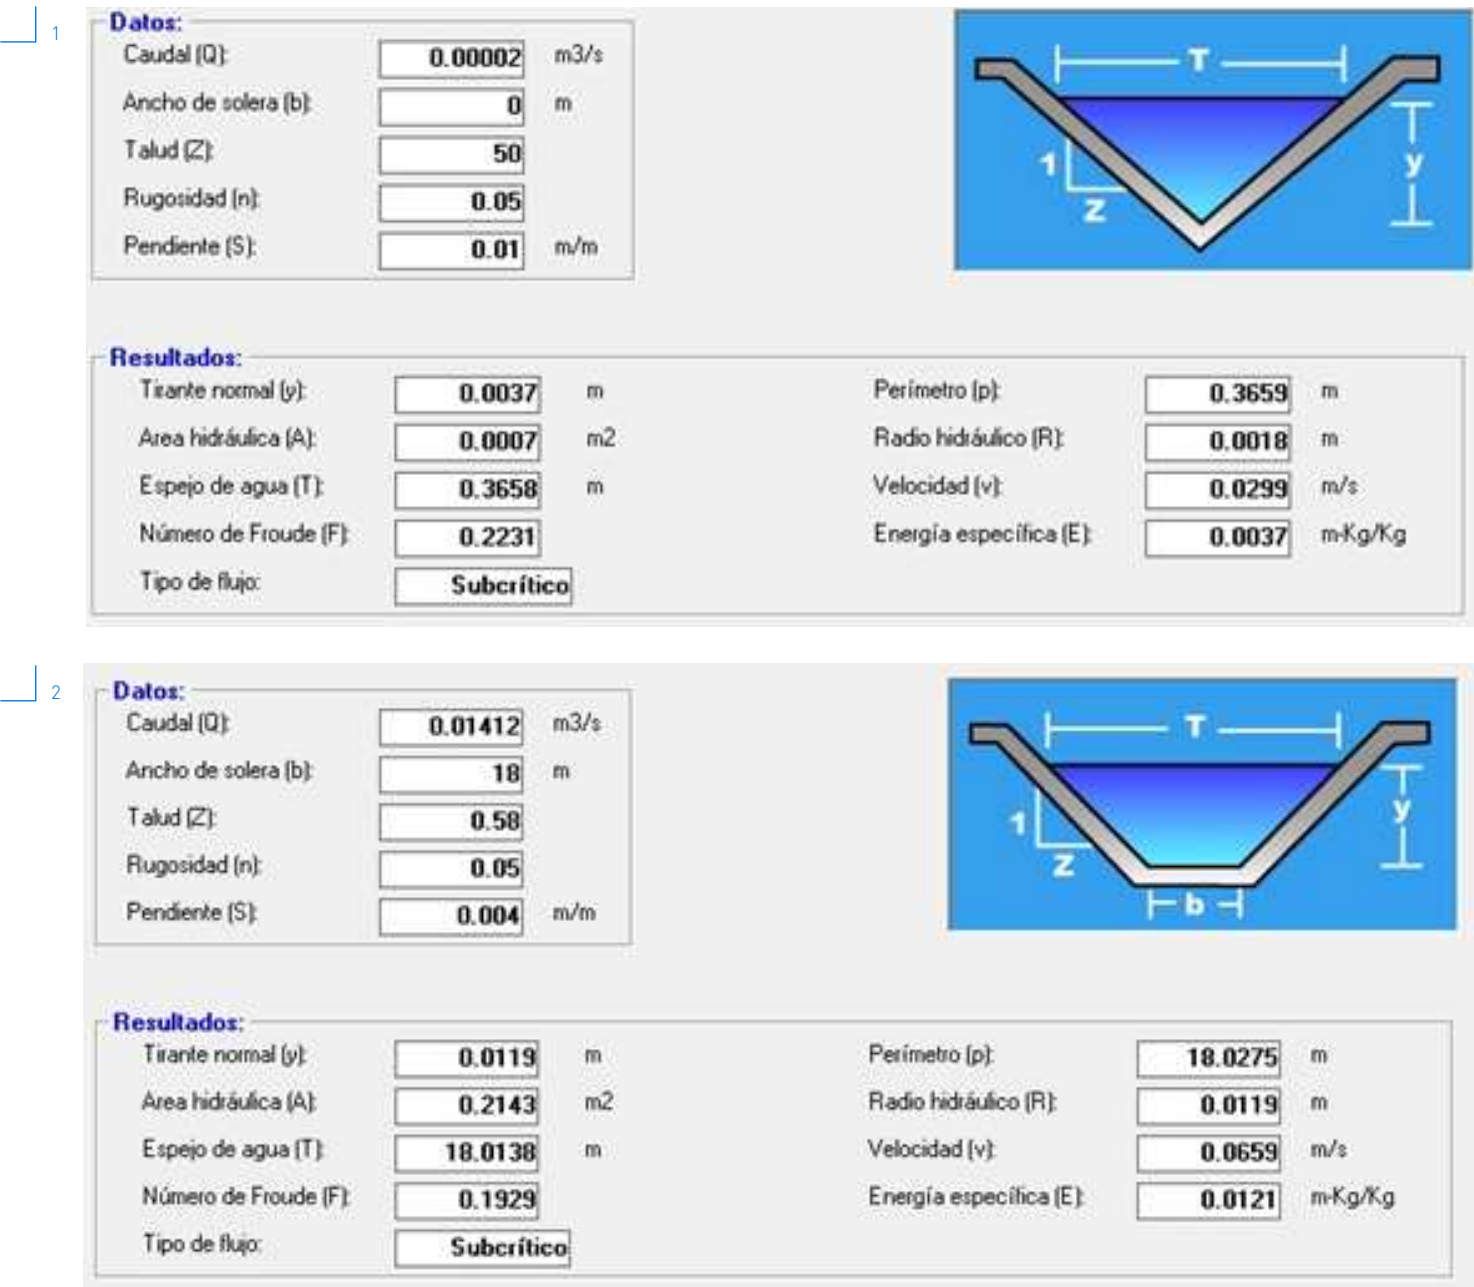 1
Datos:
Caudal (Q): 0.00002 m3/s
Ancho de solera (b): 0 m
Talud (Z): 50
Rugosidad (n): 0.05
Pendiente (S): 0.01 m/m
T
1
Z
y
Resultados:
Tirante normal (y): 0.0037 m Perímetro (p): 0.3659 m
Area hidráulica (A): 0.0007 m2 Radio hidráulico (R): 0.0018 m
Espejo de agua (T): 0.3658 m Velocidad (v): 0.0299 m/s
Número de Froude (F): 0.2231 Energía específica (E): 0.0037 m-Kg/Kg
Tipo de flujo: Subcrítico
2
Datos:
Caudal (Q): 0.01412 m3/s
Ancho de solera (b): 18 m
Talud (Z): 0.58
Rugosidad (n): 0.05
Pendiente (S): 0.004 m/m
T
1
Z
y
b
Resultados:
Tirante normal (y): 0.0119 m Perímetro (p): 18.0275 m
Area hidráulica (A): 0.2143 m2 Radio hidráulico (R): 0.0119 m
Espejo de agua (T): 18.0138 m Velocidad (v): 0.0659 m/s
Número de Froude (F): 0.1929 Energía específica (E): 0.0121 m-Kg/Kg
Tipo de flujo: Subcrítico